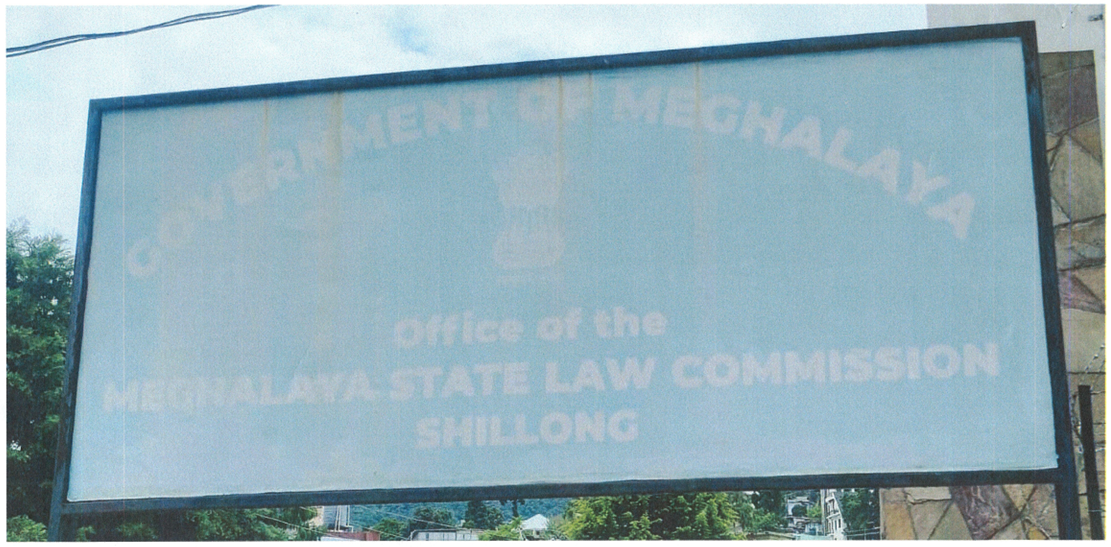 GOVERNMENT OF MEGHALAYA
Office of the
MEGHALAYA STATE LAW COMMISSION
SHILLONG